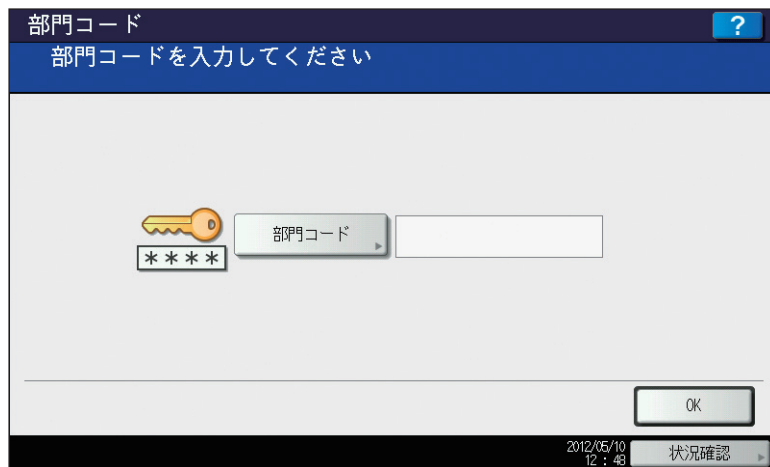 部門コード
?
部門コードを入力してください
部門コード
****
OK
2012/05/10
12 : 48
状況確認